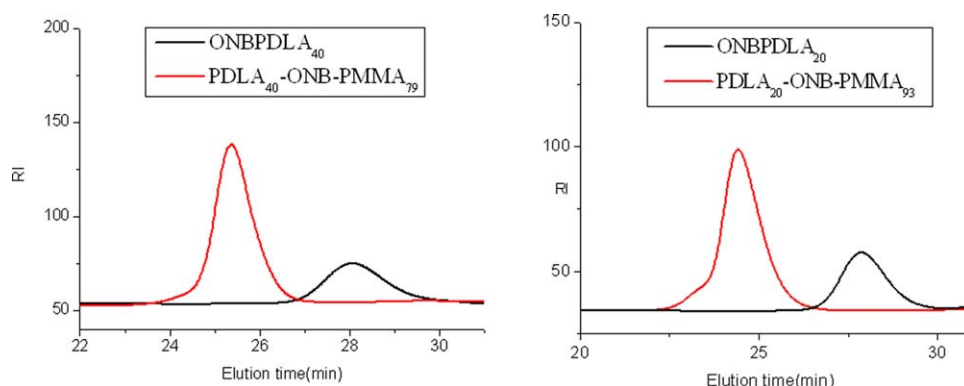 200
150
100
50
RI
ONBPDLA40
PDLA40-ONB-PMMA79
22 24 26 28 30
Elution time(min)
150
100
50
RI
ONBPDLA20
PDLA20-ONB-PMMA93
20 25 30
Elution time(min)